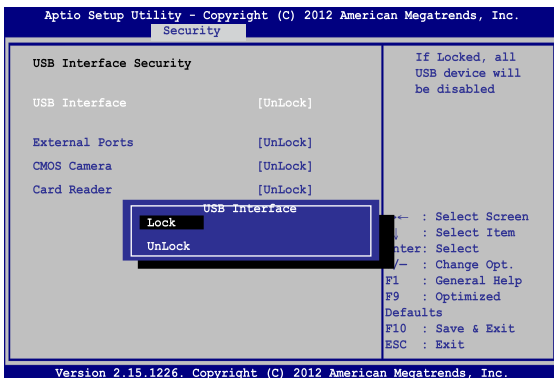 Aptio Setup Utility - Copyright (C) 2012 American Megatrends, Inc.
Security
USB Interface Security
USB Interface [UnLock]
External Ports [UnLock]
CMOS Camera [UnLock]
Card Reader [UnLock]
USB Interface
Lock
UnLock
If Locked, all
USB device will
be disabled
: Select Screen
: Select Item
: Select
: Change Opt.
F1 : General Help
F9 : Optimized
Defaults
F10 : Save & Exit
ESC : Exit
Version 2.15.1226. Copyright (C) 2012 American Megatrends, Inc.